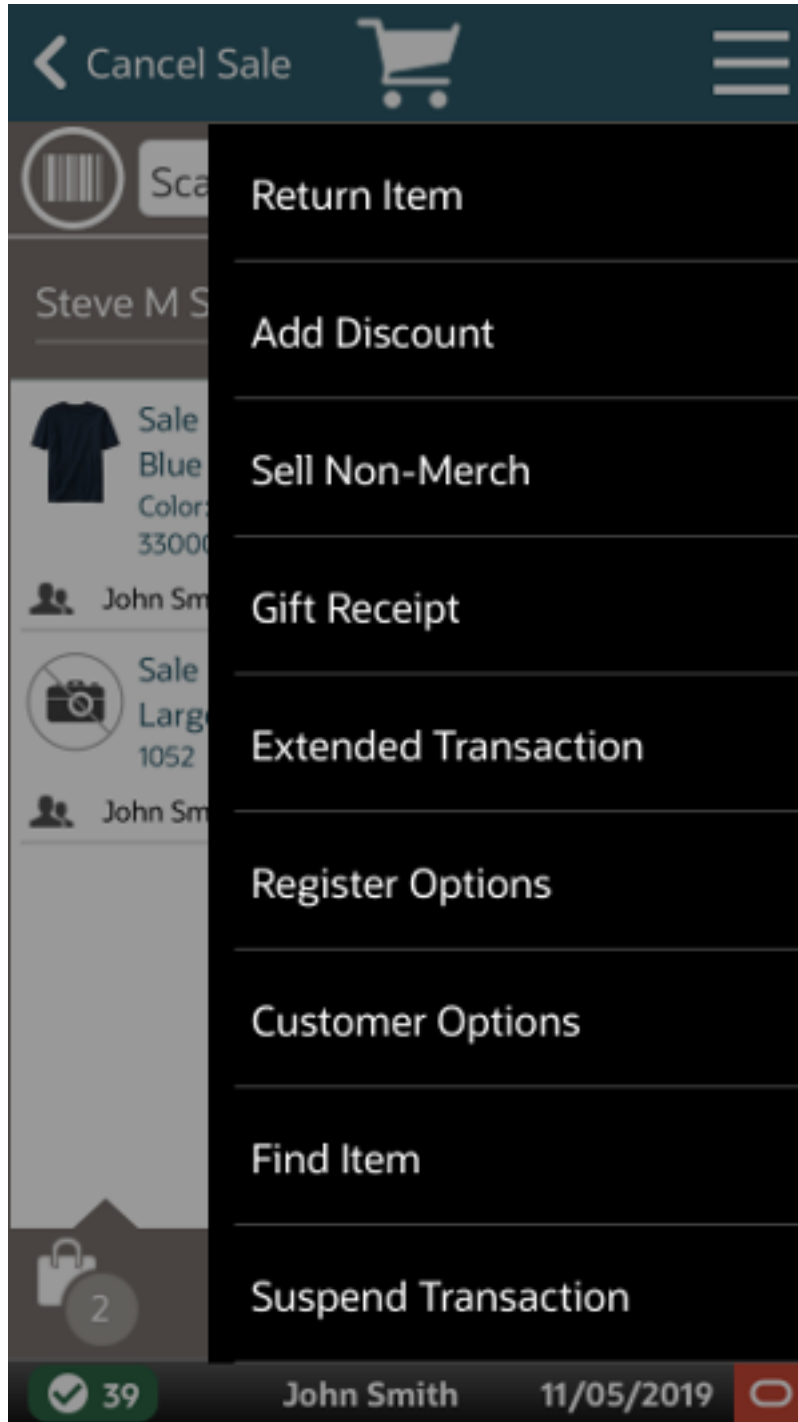 Cancel Sale
Sca
Return Item
Steve M S
Add Discount
Sale
Blue
Color:
33000
Sell Non-Merch
John Sm
Gift Receipt
Sale
Large
1052
Extended Transaction
John Sm
Register Options
Customer Options
Find Item
Suspend Transaction
2
39 John Smith 11/05/2019